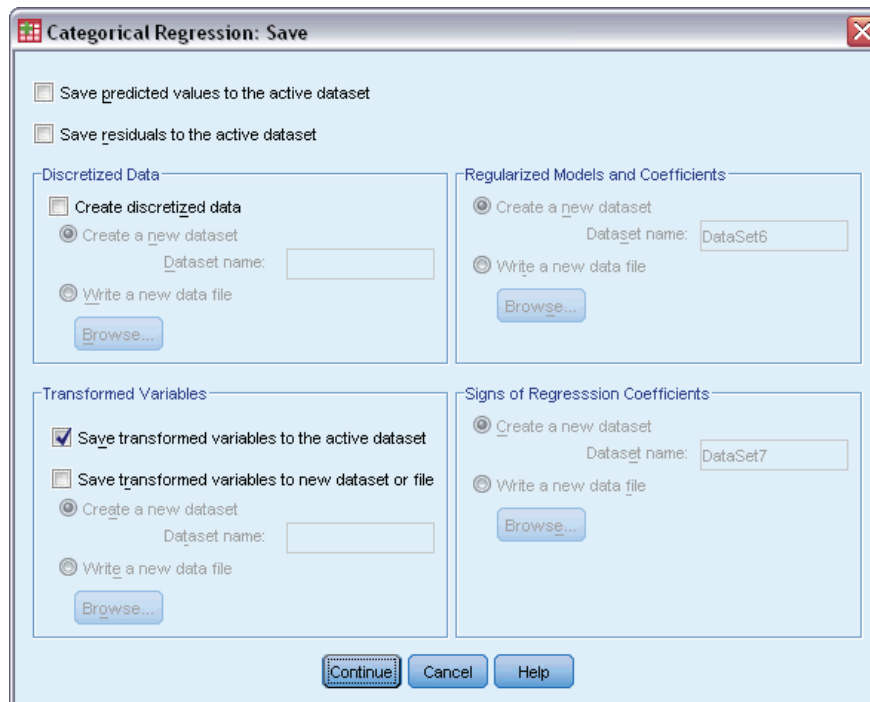 Categorical Regression: Save
Save predicted values to the active dataset
Save residuals to the active dataset
Discretized Data
Create discretized data
Create a new dataset
Dataset name:
Write a new data file
Browse...
Regularized Models and Coefficients
Create a new dataset
Dataset name: DataSet6
Write a new data file
Browse...
Transformed Variables
Save transformed variables to the active dataset
Save transformed variables to new dataset or file
Create a new dataset
Dataset name:
Write a new data file
Browse...
Signs of Regresssion Coefficients
Create a new dataset
Dataset name: DataSet7
Write a new data file
Browse...
Continue Cancel Help